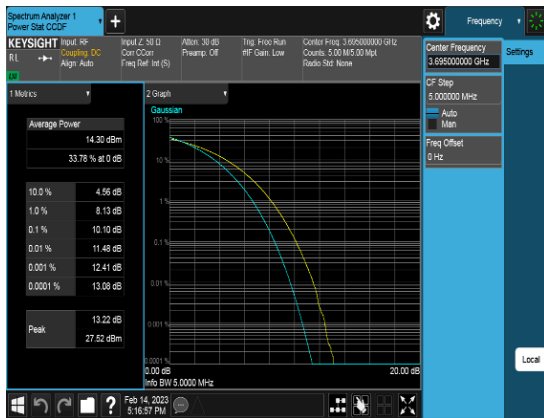 Spectrum Analyzer 1
Power Stat CCDF
+
Frequency
KEYSIGHT
RL
Input: RF
Coupling: DC
Align: Auto
Input Z: 50 Ω
Corr CCorr
Freq Ref: Int (S)
Atten: 30 dB
Preamp: Off
Trig: Free Run
#IF Gain: Low
Center Freq: 3.695000000 GHz
Counts: 5.00 M/5.00 Mpt
Radio Std: None
1 Metrics
Average Power
14.30 dBm
33.78 % at 0 dB
10.0 % 4.56 dB
1.0 % 8.13 dB
0.1 % 10.10 dB
0.01 % 11.48 dB
0.001 % 12.41 dB
0.0001 % 13.08 dB
Peak
13.22 dB
27.52 dBm
2 Graph
Gaussian
100 %
10 %
1 %
0.1 %
0.01 %
0.001 %
0.0001 %
0.00 dB 20.00 dB
Info BW 5.0000 MHz
Center Frequency
3.695000000 GHz
CF Step
5.000000 MHz
Auto
Man
Freq Offset
0 Hz
Settings
Local
?
Feb 14, 2023
5:16:57 PM